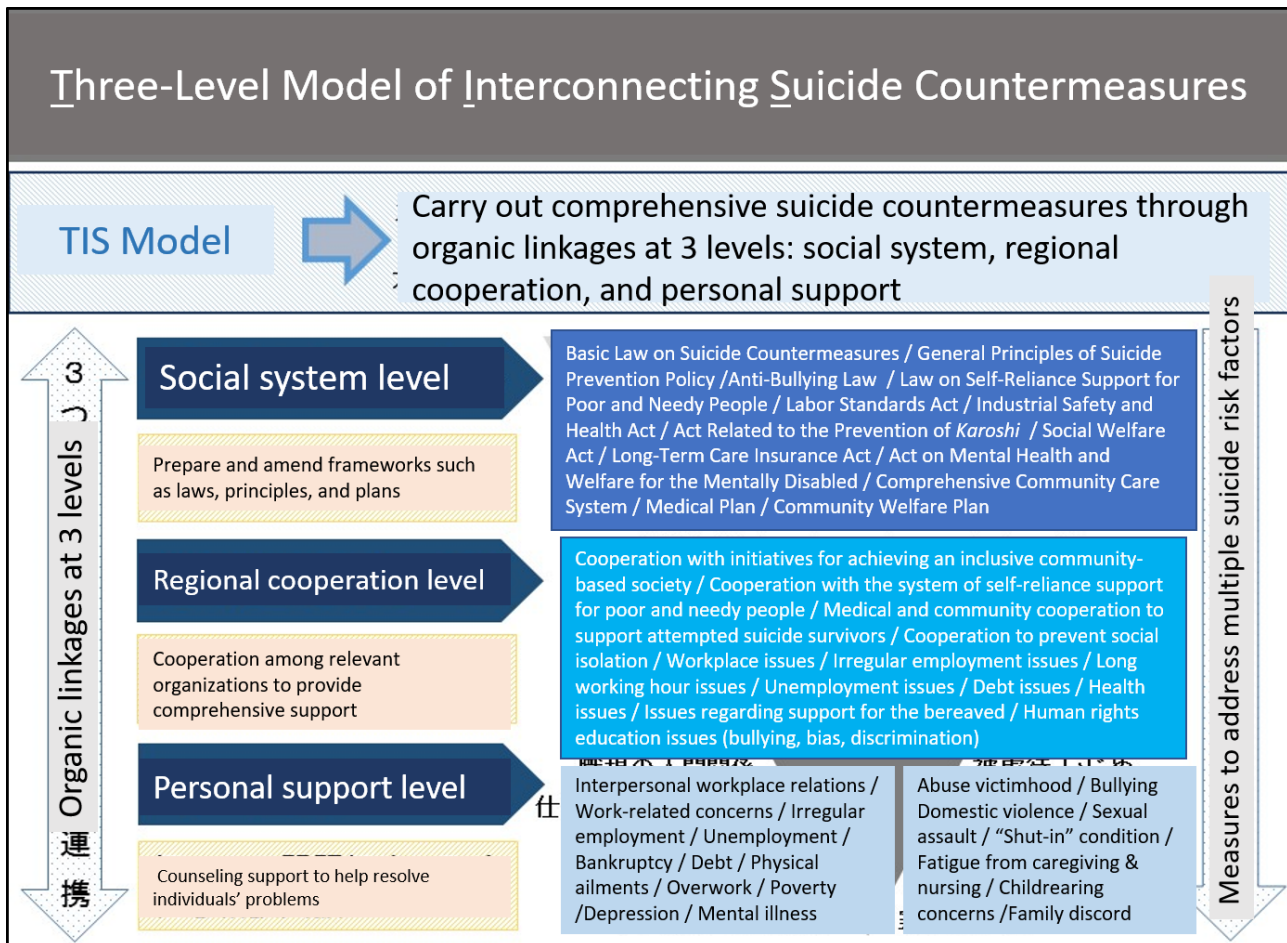 Three-Level Model of Interconnecting Suicide Countermeasures
TIS Model
Carry out comprehensive suicide countermeasures through
organic linkages at 3 levels: social system, regional
cooperation, and personal support
3
Organic linkages at 3 levels
連
携
Measures to address multiple suicide risk factors
Social system level
Prepare and amend frameworks such
as laws, principles, and plans
Basic Law on Suicide Countermeasures / General Principles of Suicide
Prevention Policy /Anti-Bullying Law / Law on Self-Reliance Support for
Poor and Needy People / Labor Standards Act / Industrial Safety and
Health Act / Act Related to the Prevention of Karoshi / Social Welfare
Act / Long-Term Care Insurance Act / Act on Mental Health and
Welfare for the Mentally Disabled / Comprehensive Community Care
System / Medical Plan / Community Welfare Plan
Regional cooperation level
Cooperation among relevant
organizations to provide
comprehensive support
Cooperation with initiatives for achieving an inclusive community-
based society / Cooperation with the system of self-reliance support
for poor and needy people / Medical and community cooperation to
support attempted suicide survivors / Cooperation to prevent social
isolation / Workplace issues / Irregular employment issues / Long
working hour issues / Unemployment issues / Debt issues / Health
issues / Issues regarding support for the bereaved / Human rights
education issues (bullying, bias, discrimination)
Personal support level
Counseling support to help resolve
individuals' problems
仕
Interpersonal workplace relations /
Work-related concerns / Irregular
employment / Unemployment /
Bankruptcy / Debt / Physical
ailments / Overwork / Poverty
/Depression / Mental illness
Abuse victimhood / Bullying
Domestic violence / Sexual
assault / “Shut-in” condition /
Fatigue from caregiving &
nursing / Childrearing
concerns /Family discord